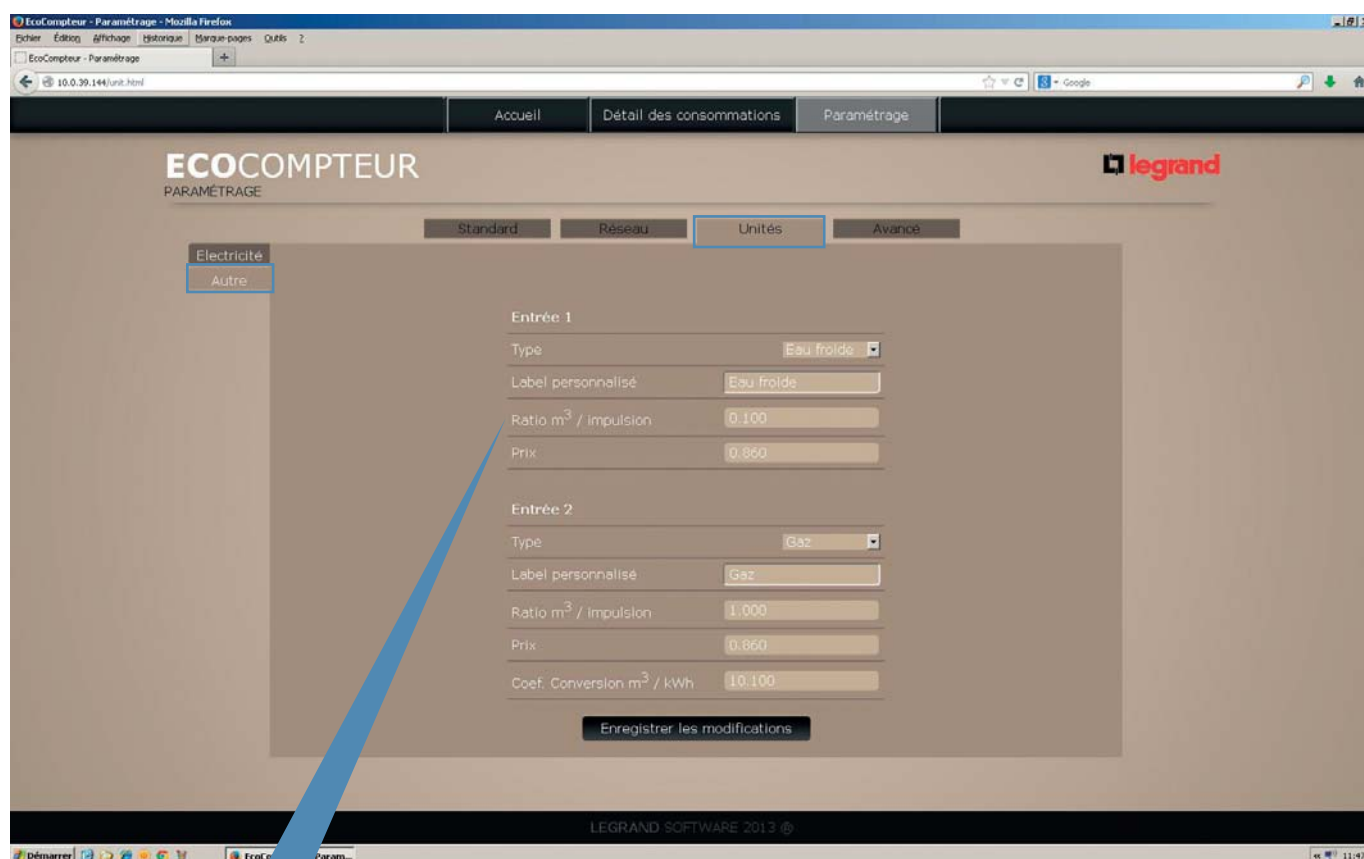 EcoCompteur - Paramétrage - Mozilla Firefox
Fichier Édition Affichage Historique Marque-pages Outils ?
EcoCompteur - Paramétrage +
10.0.39.144/unit.html
Google
Accueil Détail des consommations Paramétrage
ECOCOMPTEUR
PARAMÉTRAGE
legrand
Standard Réseau Unités Avancé
Electricité
Autre
Entrée 1
Type Eau froide
Label personnalisé Eau froide
Ratio m³ / impulsion 0.100
Prix 0.860
Entrée 2
Type Gaz
Label personnalisé Gaz
Ratio m³ / impulsion 1.000
Prix 0.860
Coef. Conversion m³ / kWh 10.100
Enregistrer les modifications
LEGRAND SOFTWARE 2013 ©
Démarrer
Param...